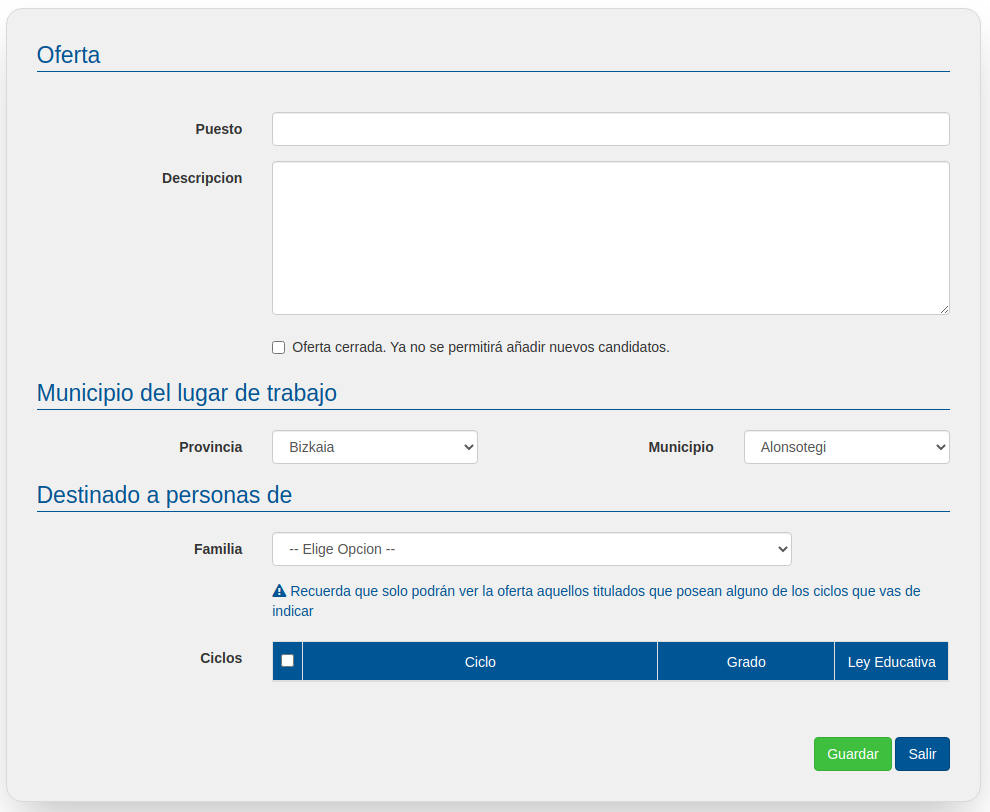 Oferta
Puesto
Descripcion
Oferta cerrada. Ya no se permitirá añadir nuevos candidatos.
Municipio del lugar de trabajo
Provincia Bizkaia Municipio Alonsotegi
Destinado a personas de
Familia -- Elige Opcion --
Recuerda que solo podrán ver la oferta aquellos titulados que posean alguno de los ciclos que vas de
indicar
Ciclos Ciclo Grado Ley Educativa
Guardar Salir